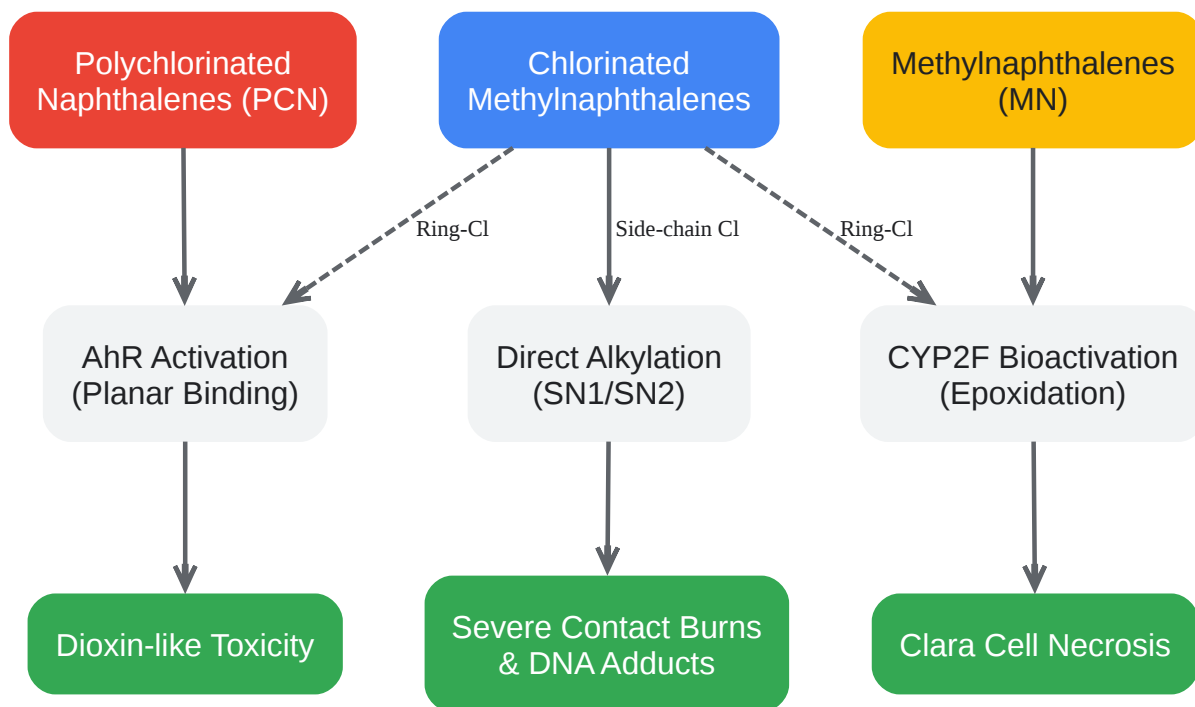 Polychlorinated
Naphthalenes (PCN)
Chlorinated
Methylnaphthalenes
Methylnaphthalenes
(MN)
Ring-Cl
Side-chain Cl
Ring-Cl
AhR Activation
(Planar Binding)
Direct Alkylation
(SN1/SN2)
CYP2F Bioactivation
(Epoxidation)
Dioxin-like Toxicity
Severe Contact Burns
& DNA Adducts
Clara Cell Necrosis